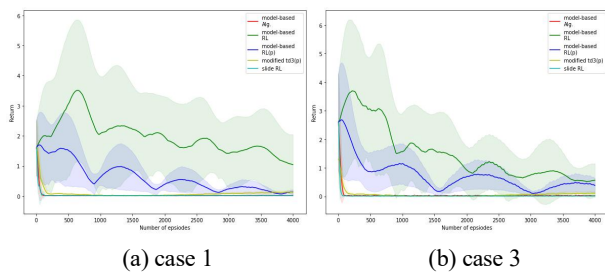 6
5
4
3
2
1
0
Return
0 500 1000 1500 2000 2500 3000 3500 4000
Number of epsiodes
model-based
Alg.
model-based
RL
model-based
RL(p)
modified td3(p)
slide RL
(a) case 1
6
5
4
3
2
1
0
Return
0 500 1000 1500 2000 2500 3000 3500 4000
Number of epsiodes
model-based
Alg.
model-based
RL
model-based
RL(p)
modified td3(p)
slide RL
(b) case 3